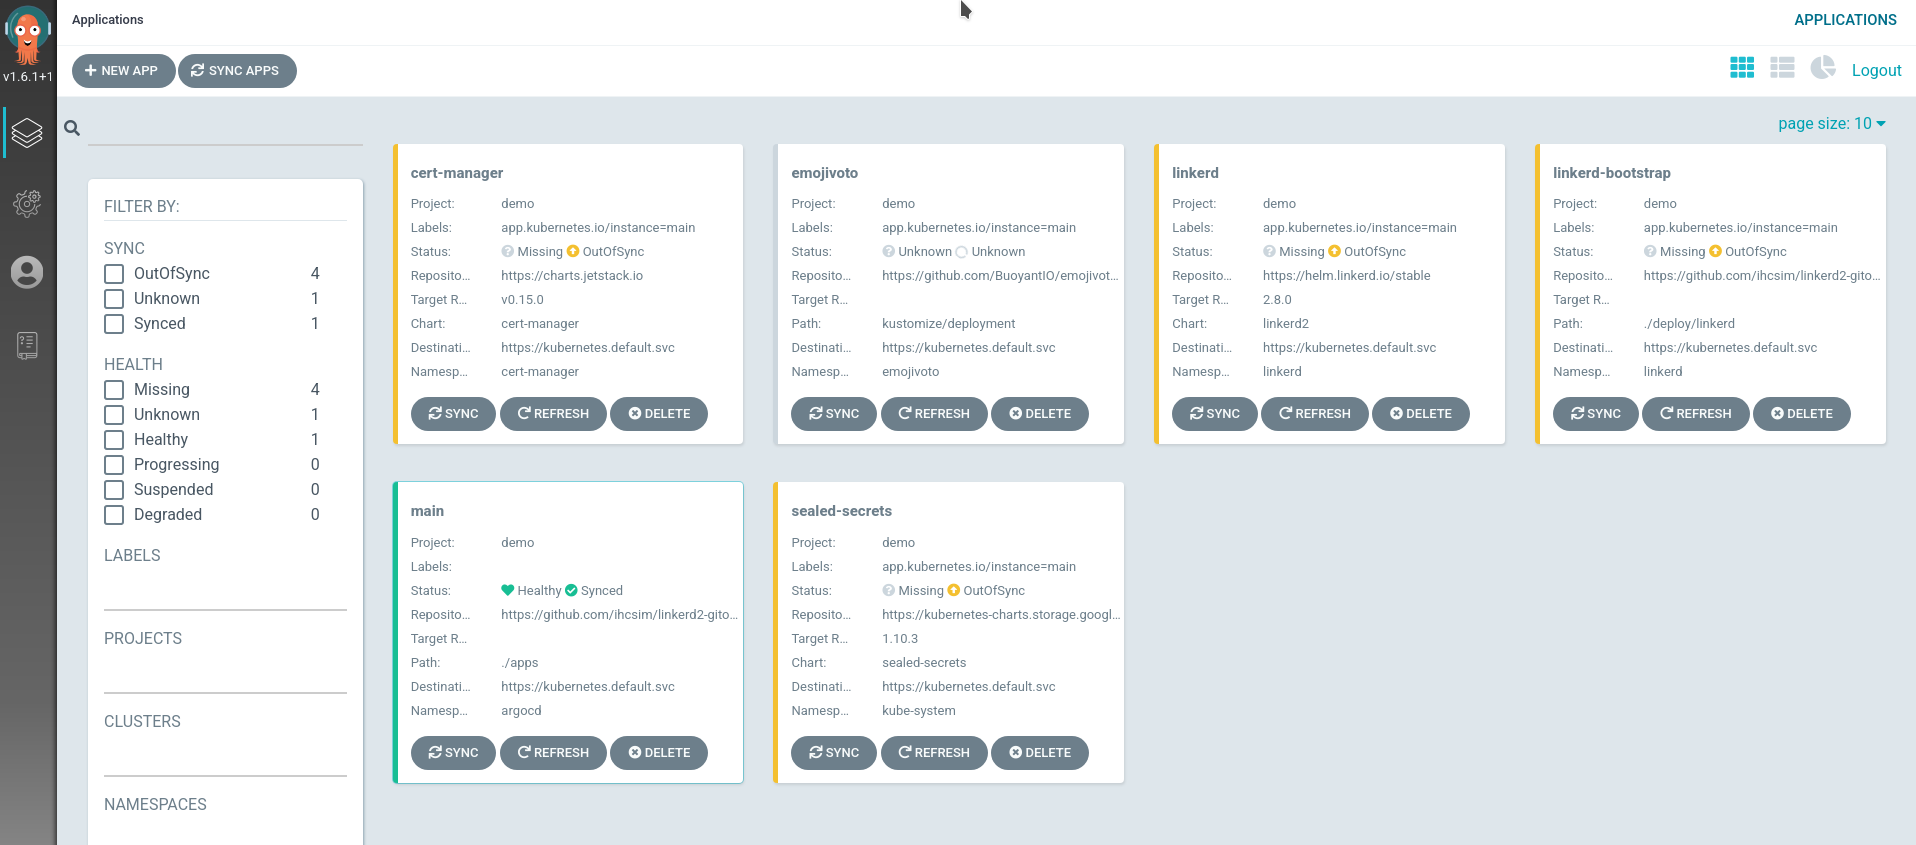 Applications
APPLICATIONS
v1.6.1+1
NEW APP
SYNC APPS
Logout
page size: 10
FILTER BY:
SYNC
OutOfSync 4
Unknown 1
Synced 1
HEALTH
Missing 4
Unknown 1
Healthy 1
Progressing 0
Suspended 0
Degraded 0
LABELS
PROJECTS
CLUSTERS
NAMESPACES
cert-manager
Project: demo
Labels: app.kubernetes.io/instance=main
Status: Missing OutOfSync
Reposito... https://charts.jetstack.io
Target R... v0.15.0
Chart: cert-manager
Destinati... https://kubernetes.default.svc
Namesp... cert-manager
SYNC REFRESH DELETE
emojivoto
Project: demo
Labels: app.kubernetes.io/instance=main
Status: Unknown Unknown
Reposito... https://github.com/BuoyantIO/emojivot...
Target R...
Path: kustomize/deployment
Destinati... https://kubernetes.default.svc
Namesp... emojivoto
SYNC REFRESH DELETE
linkerd
Project: demo
Labels: app.kubernetes.io/instance=main
Status: Missing OutOfSync
Reposito... https://helm.linkerd.io/stable
Target R... 2.8.0
Chart: linkerd2
Destinati... https://kubernetes.default.svc
Namesp... linkerd
SYNC REFRESH DELETE
linkerd-bootstrap
Project: demo
Labels: app.kubernetes.io/instance=main
Status: Missing OutOfSync
Reposito... https://github.com/ihcsim/linkerd2-gito...
Target R...
Path: ./deploy/linkerd
Destinati... https://kubernetes.default.svc
Namesp... linkerd
SYNC REFRESH DELETE
main
Project: demo
Labels:
Status: Healthy Synced
Reposito... https://github.com/ihcsim/linkerd2-gito...
Target R...
Path: ./apps
Destinati... https://kubernetes.default.svc
Namesp... argocd
SYNC REFRESH DELETE
sealed-secrets
Project: demo
Labels: app.kubernetes.io/instance=main
Status: Missing OutOfSync
Reposito... https://kubernetes-charts.storage.googl...
Target R... 1.10.3
Chart: sealed-secrets
Destinati... https://kubernetes.default.svc
Namesp... kube-system
SYNC REFRESH DELETE